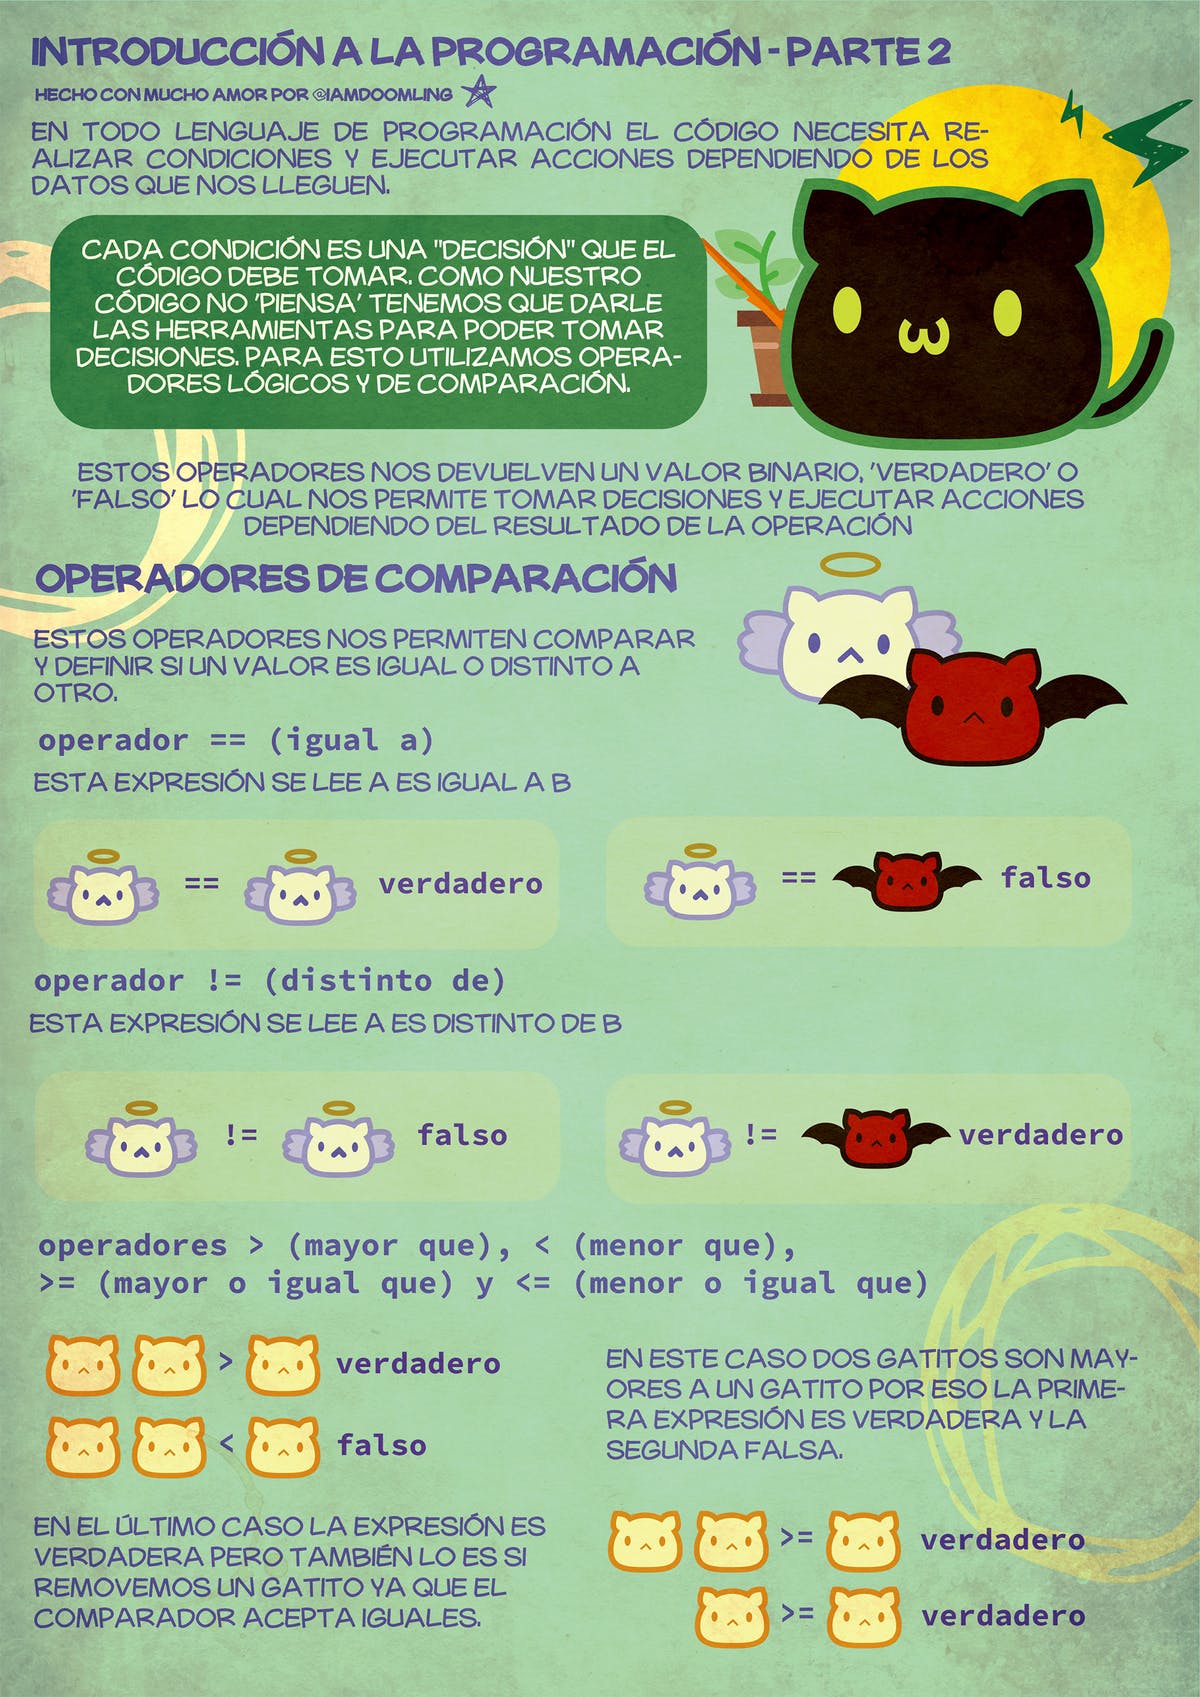 INTRODUCCIÓN A LA PROGRAMACIÓN - PARTE 2
HECHO CON MUCHO AMOR POR @IAMDOOMLING
EN TODO LENGUAJE DE PROGRAMACIÓN EL CÓDIGO NECESITA RE-
ALIZAR CONDICIONES Y EJECUTAR ACCIONES DEPENDIENDO DE LOS
DATOS QUE NOS LLEGUEN.
CADA CONDICIÓN ES UNA "DECISIÓN" QUE EL
CÓDIGO DEBE TOMAR. COMO NUESTRO
CÓDIGO NO 'PIENSA' TENEMOS QUE DARLE
LAS HERRAMIENTAS PARA PODER TOMAR
DECISIONES. PARA ESTO UTILIZAMOS OPERA-
DORES LÓGICOS Y DE COMPARACIÓN.
ESTOS OPERADORES NOS DEVUELVEN UN VALOR BINARIO, 'VERDADERO' O
'FALSO' LO CUAL NOS PERMITE TOMAR DECISIONES Y EJECUTAR ACCIONES
DEPENDIENDO DEL RESULTADO DE LA OPERACIÓN
OPERADORES DE COMPARACIÓN
ESTOS OPERADORES NOS PERMITEN COMPARAR
Y DEFINIR SI UN VALOR ES IGUAL O DISTINTO A
OTRO.
operador == (igual a)
ESTA EXPRESIÓN SE LEE A ES IGUAL A B
== verdadero
== falso
operador != (distinto de)
ESTA EXPRESIÓN SE LEE A ES DISTINTO DE B
!= falso
!= verdadero
operadores > (mayor que), < (menor que),
>= (mayor o igual que) y <= (menor o igual que)
> verdadero
< falso
EN ESTE CASO DOS GATITOS SON MAY-
ORES A UN GATITO POR ESO LA PRIME-
RA EXPRESIÓN ES VERDADERA Y LA
SEGUNDA FALSA.
EN EL ÚLTIMO CASO LA EXPRESIÓN ES
VERDADERA PERO TAMBIÉN LO ES SI
REMOVEMOS UN GATITO YA QUE EL
COMPARADOR ACEPTA IGUALES.
>= verdadero
>= verdadero